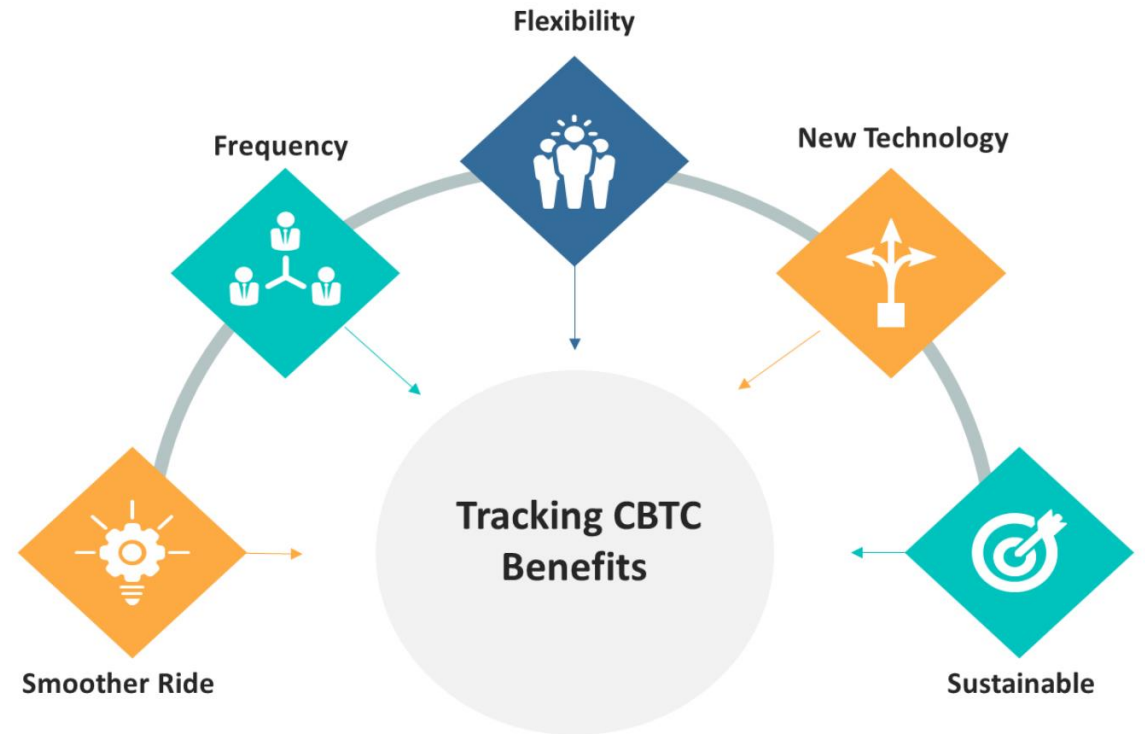 Flexibility
Frequency
New Technology
Tracking CBTC
Benefits
Smoother Ride
Sustainable